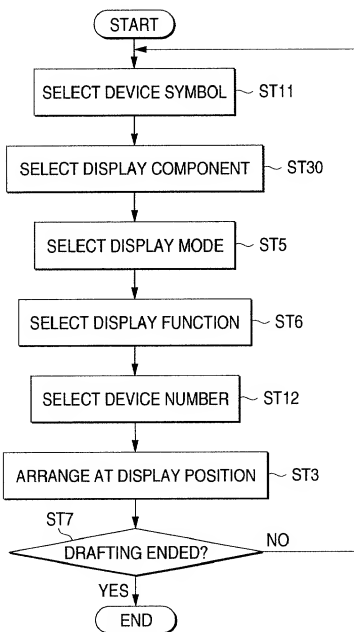 START
SELECT DEVICE SYMBOL ST11
SELECT DISPLAY COMPONENT ST30
SELECT DISPLAY MODE ST5
SELECT DISPLAY FUNCTION ST6
SELECT DEVICE NUMBER ST12
ARRANGE AT DISPLAY POSITION ST3
ST7
DRAFTING ENDED? NO
YES
END